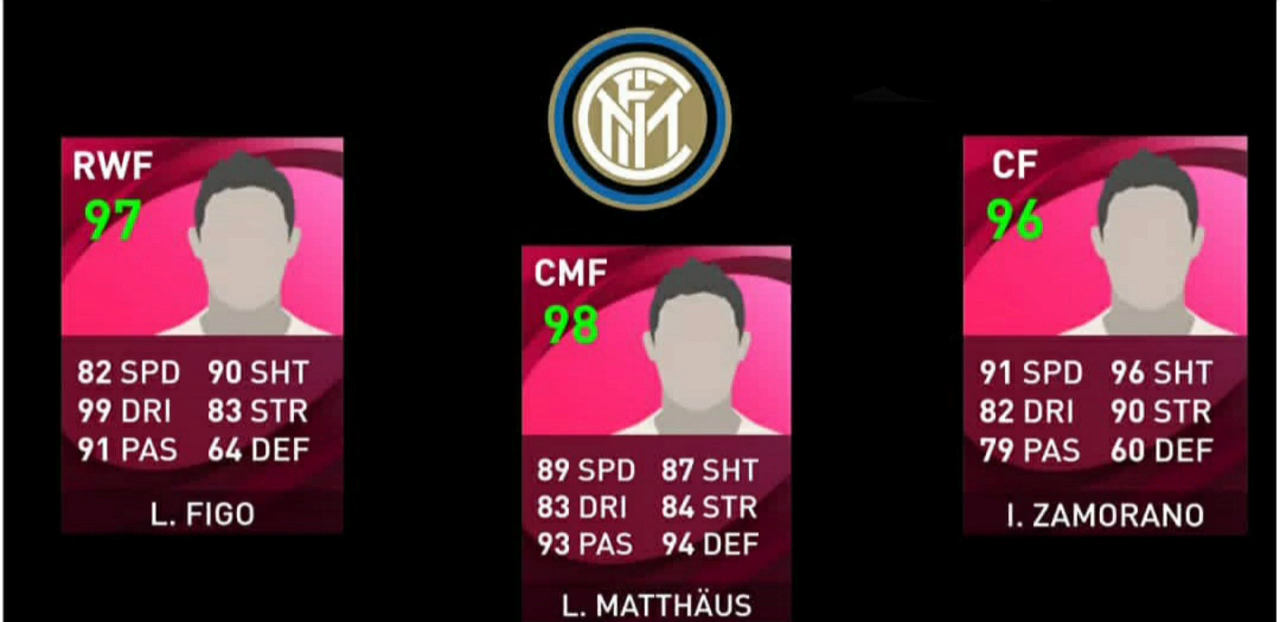 RWF
97
82 SPD 90 SHT
99 DRI 83 STR
91 PAS 64 DEF
L. FIGO
CMF
98
89 SPD 87 SHT
83 DRI 84 STR
93 PAS 94 DEF
L. MATTHÄUS
CF
96
91 SPD 96 SHT
82 DRI 90 STR
79 PAS 60 DEF
I. ZAMORANO